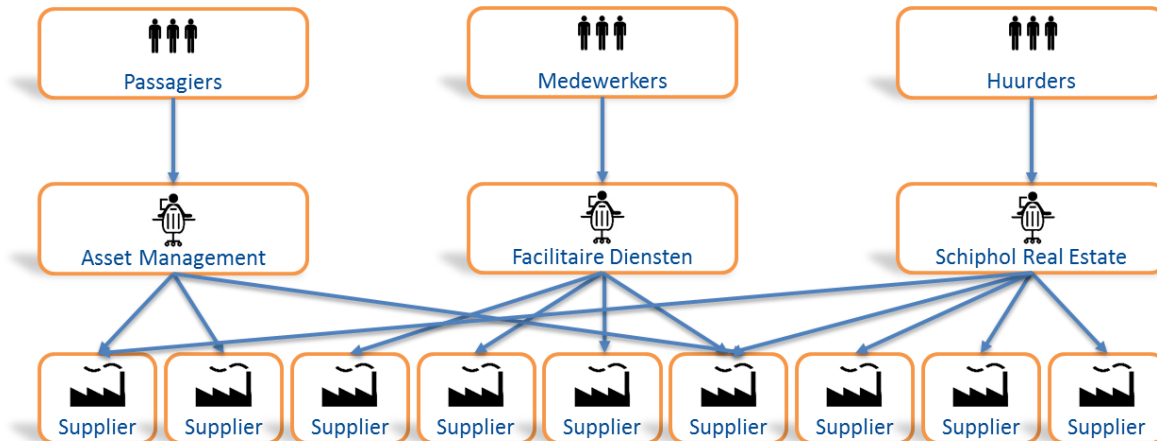 Passagiers
Medewerkers
Huurders
Asset Management
Facilitaire Diensten
Schiphol Real Estate
Supplier
Supplier
Supplier
Supplier
Supplier
Supplier
Supplier
Supplier
Supplier